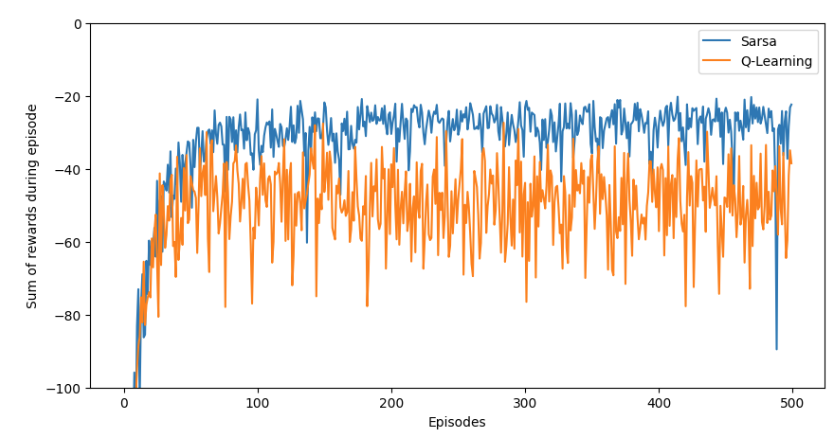 0
−20
−40
−60
−80
−100
Sum of rewards during episode
Sarsa
Q-Learning
0 100 200 300 400 500
Episodes